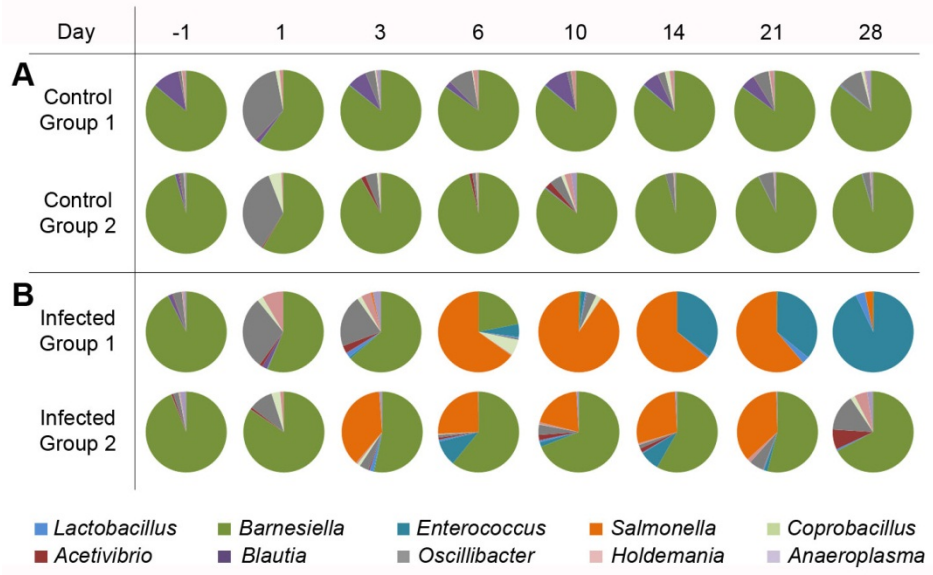 Day -1 1 3 6 10 14 21 28
A
Control
Group 1
Control
Group 2
B
Infected
Group 1
Infected
Group 2
Lactobacillus Barnesiella Enterococcus Salmonella Coprobacillus
Acetivibrio Blautia Oscillibacter Holdemania Anaeroplasma